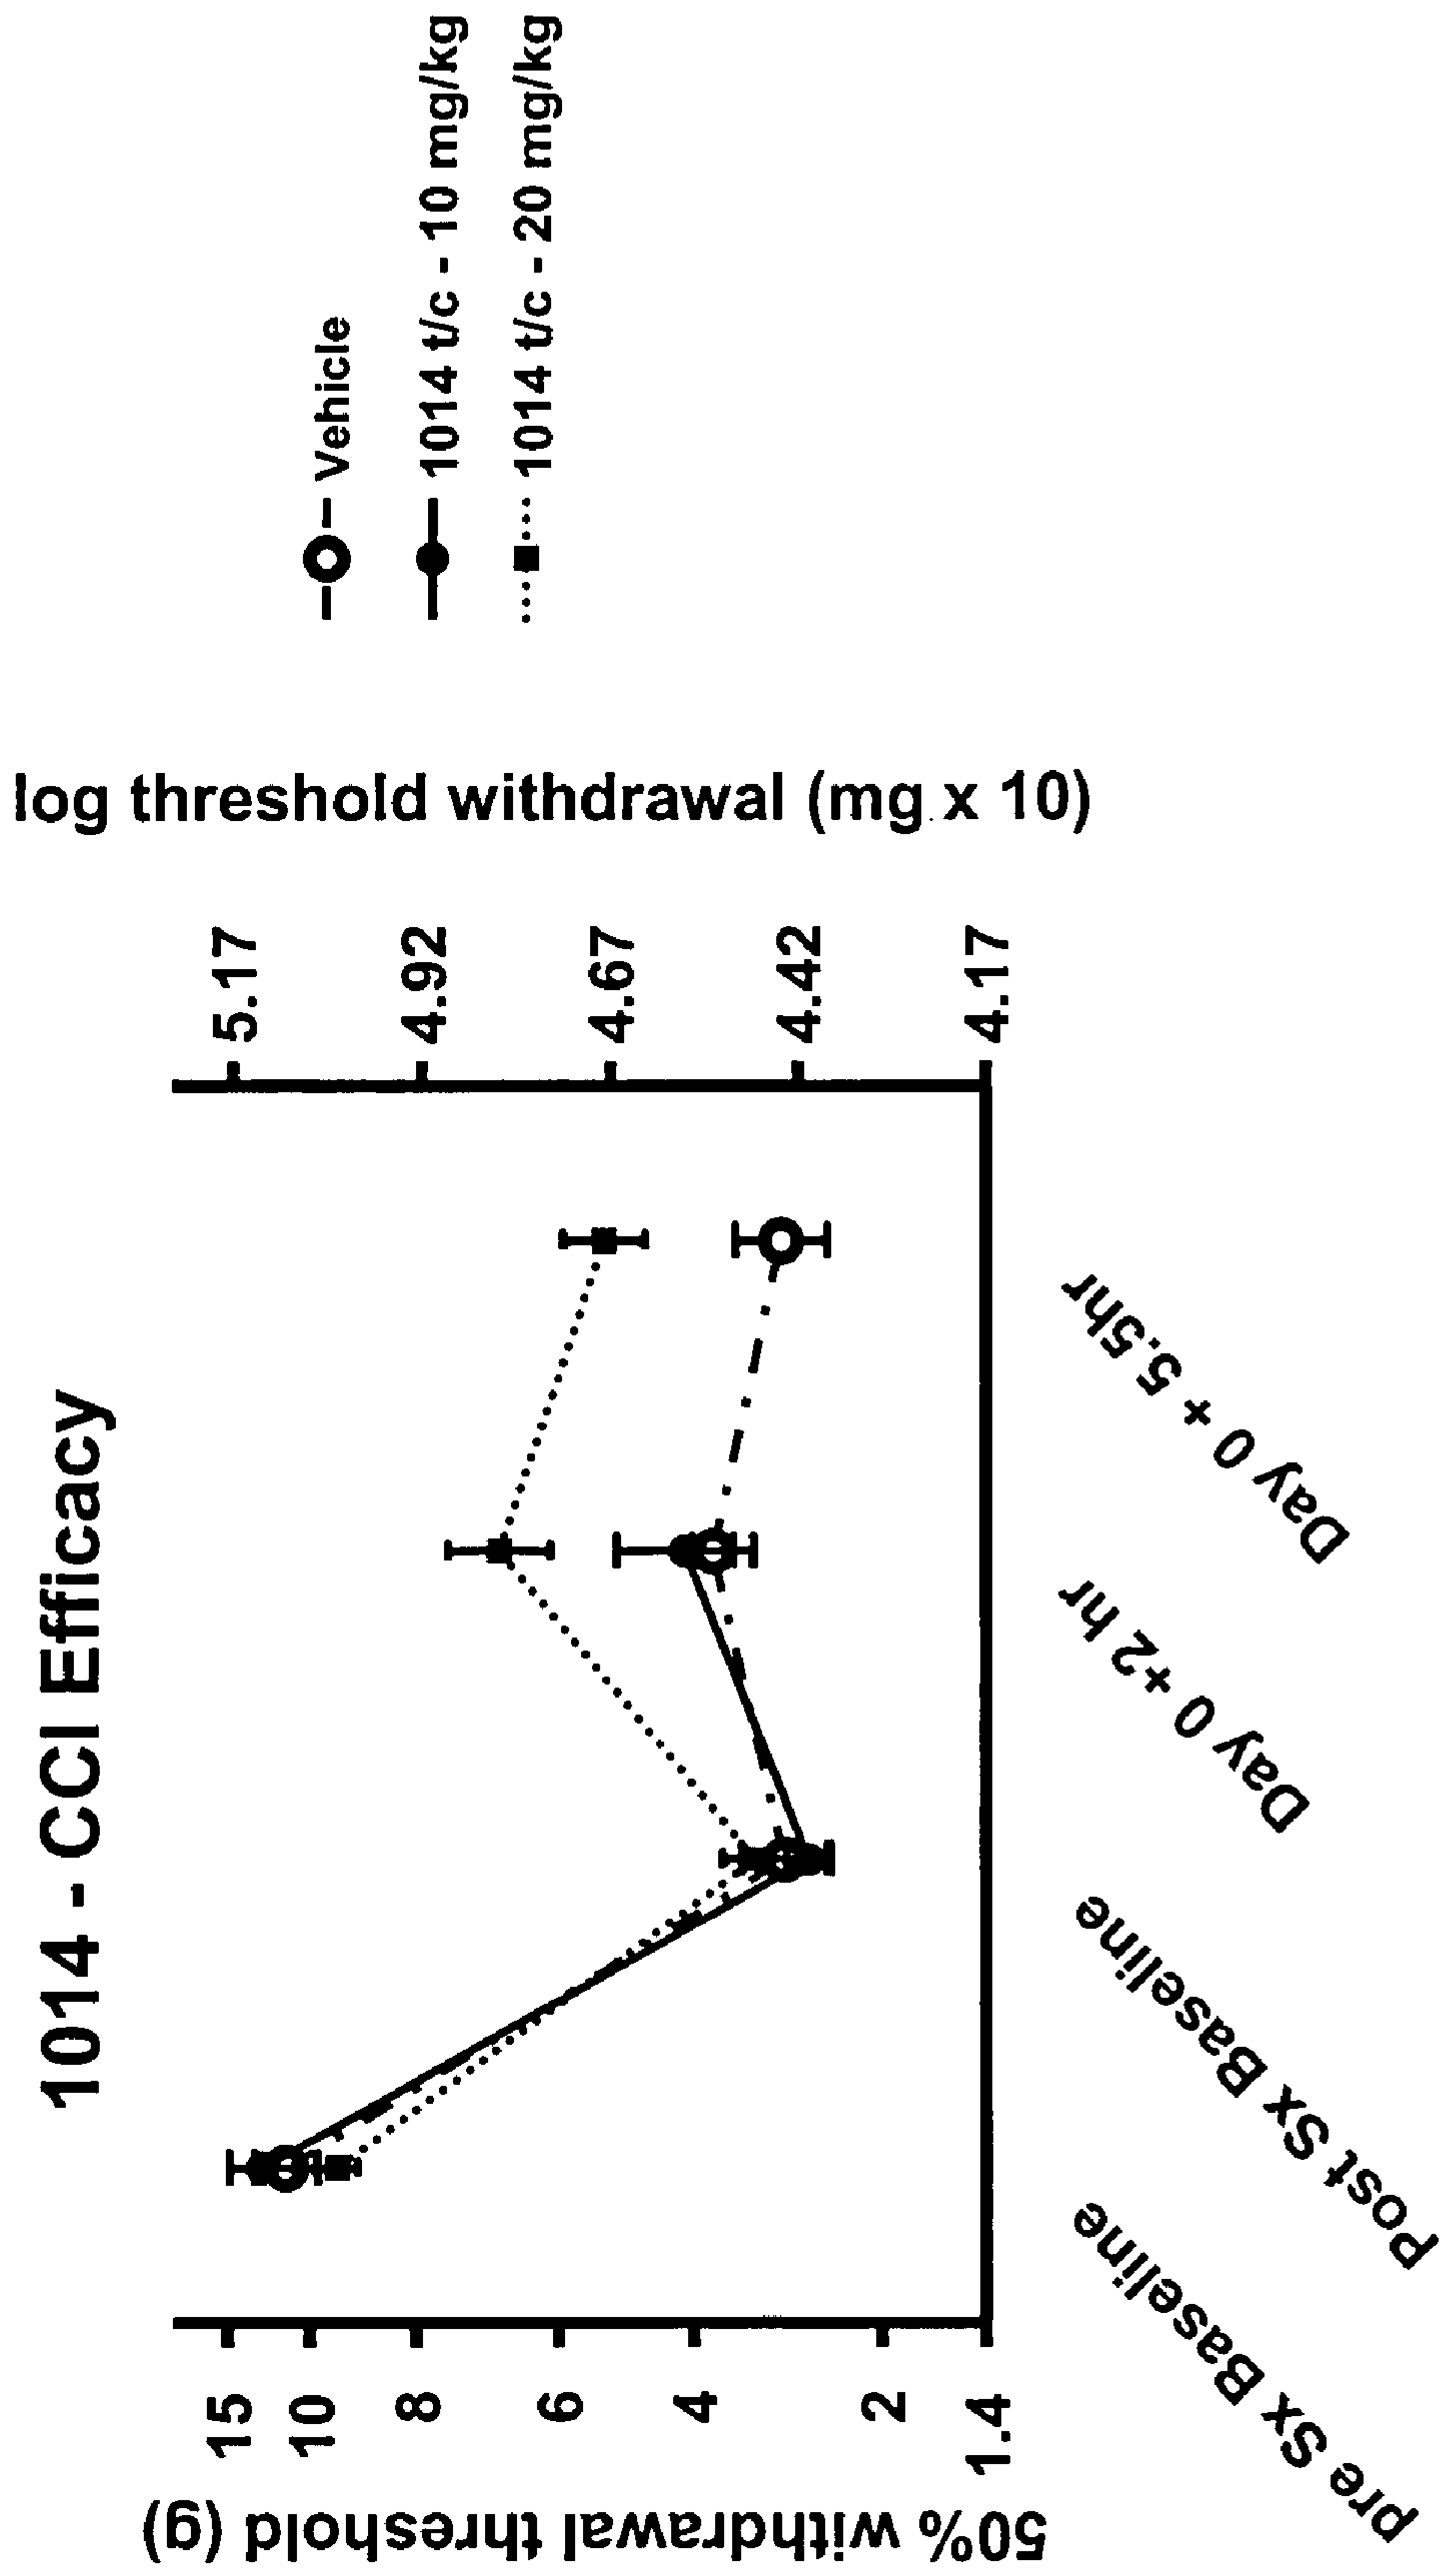 1014 - CCI Efficacy
50% withdrawal threshold (g)
15
10
8
6
4
2
1.4
5.17
4.92
4.67
4.42
4.17
log threshold withdrawal (mg x 10)
Vehicle
1014 t/c - 10 mg/kg
1014 t/c - 20 mg/kg
pre Sx Baseline
Post Sx Baseline
Day 0 +2 hr
Day 0 + 5.5hr